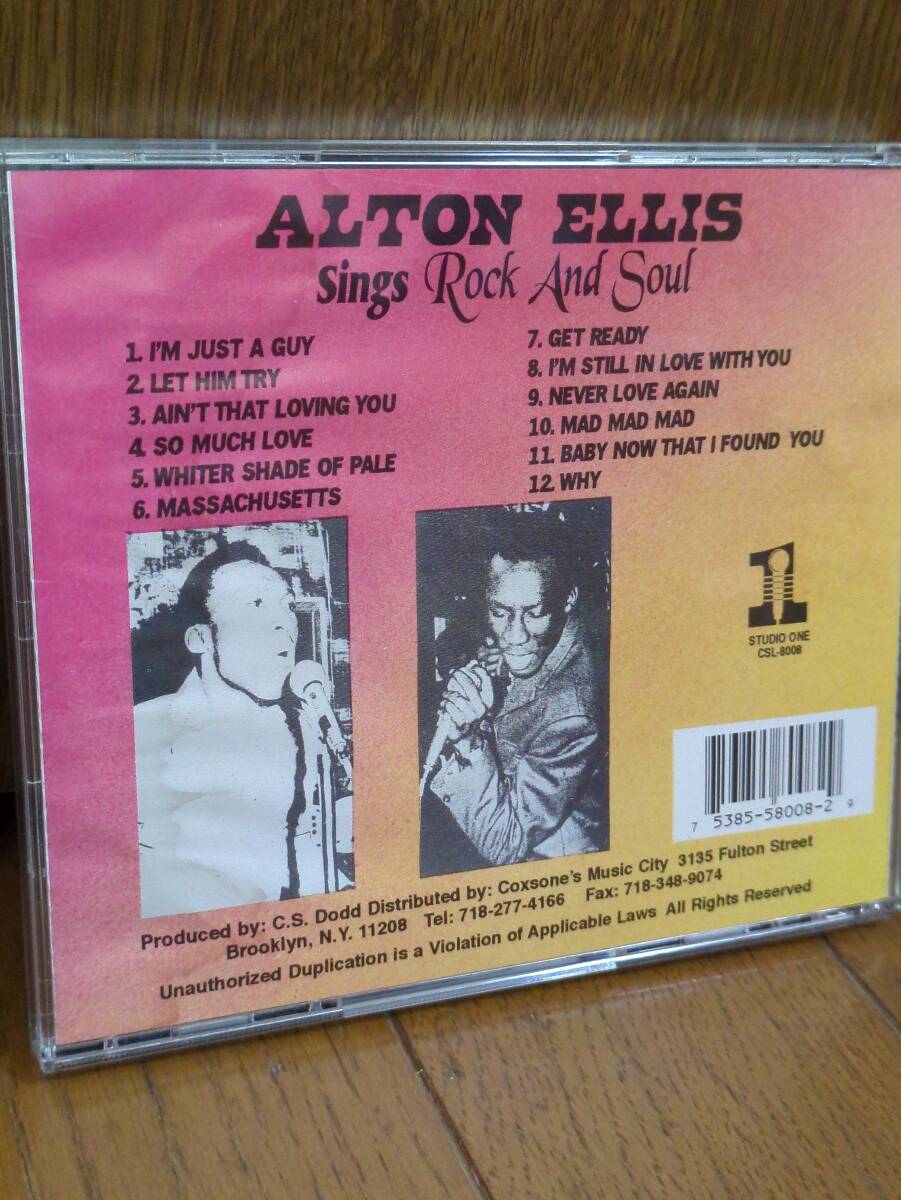 ALTON ELLIS
Sings Rock And Soul
1. I'M JUST A GUY
2. LET HIM TRY
3. AIN'T THAT LOVING YOU
4. SO MUCH LOVE
5. WHITER SHADE OF PALE
6. MASSACHUSETTS
7. GET READY
8. I'M STILL IN LOVE WITH YOU
9. NEVER LOVE AGAIN
10. MAD MAD MAD
11. BABY NOW THAT I FOUND YOU
12. WHY
1
STUDIO ONE
CSL-8008
7 5385-58008-2 9
Produced by: C.S. Dodd Distributed by: Coxsone's Music City 3135 Fulton Street
Brooklyn, N.Y. 11208 Tel: 718-277-4166 Fax: 718-348-9074
Unauthorized Duplication is a Violation of Applicable Laws All Rights Reserved